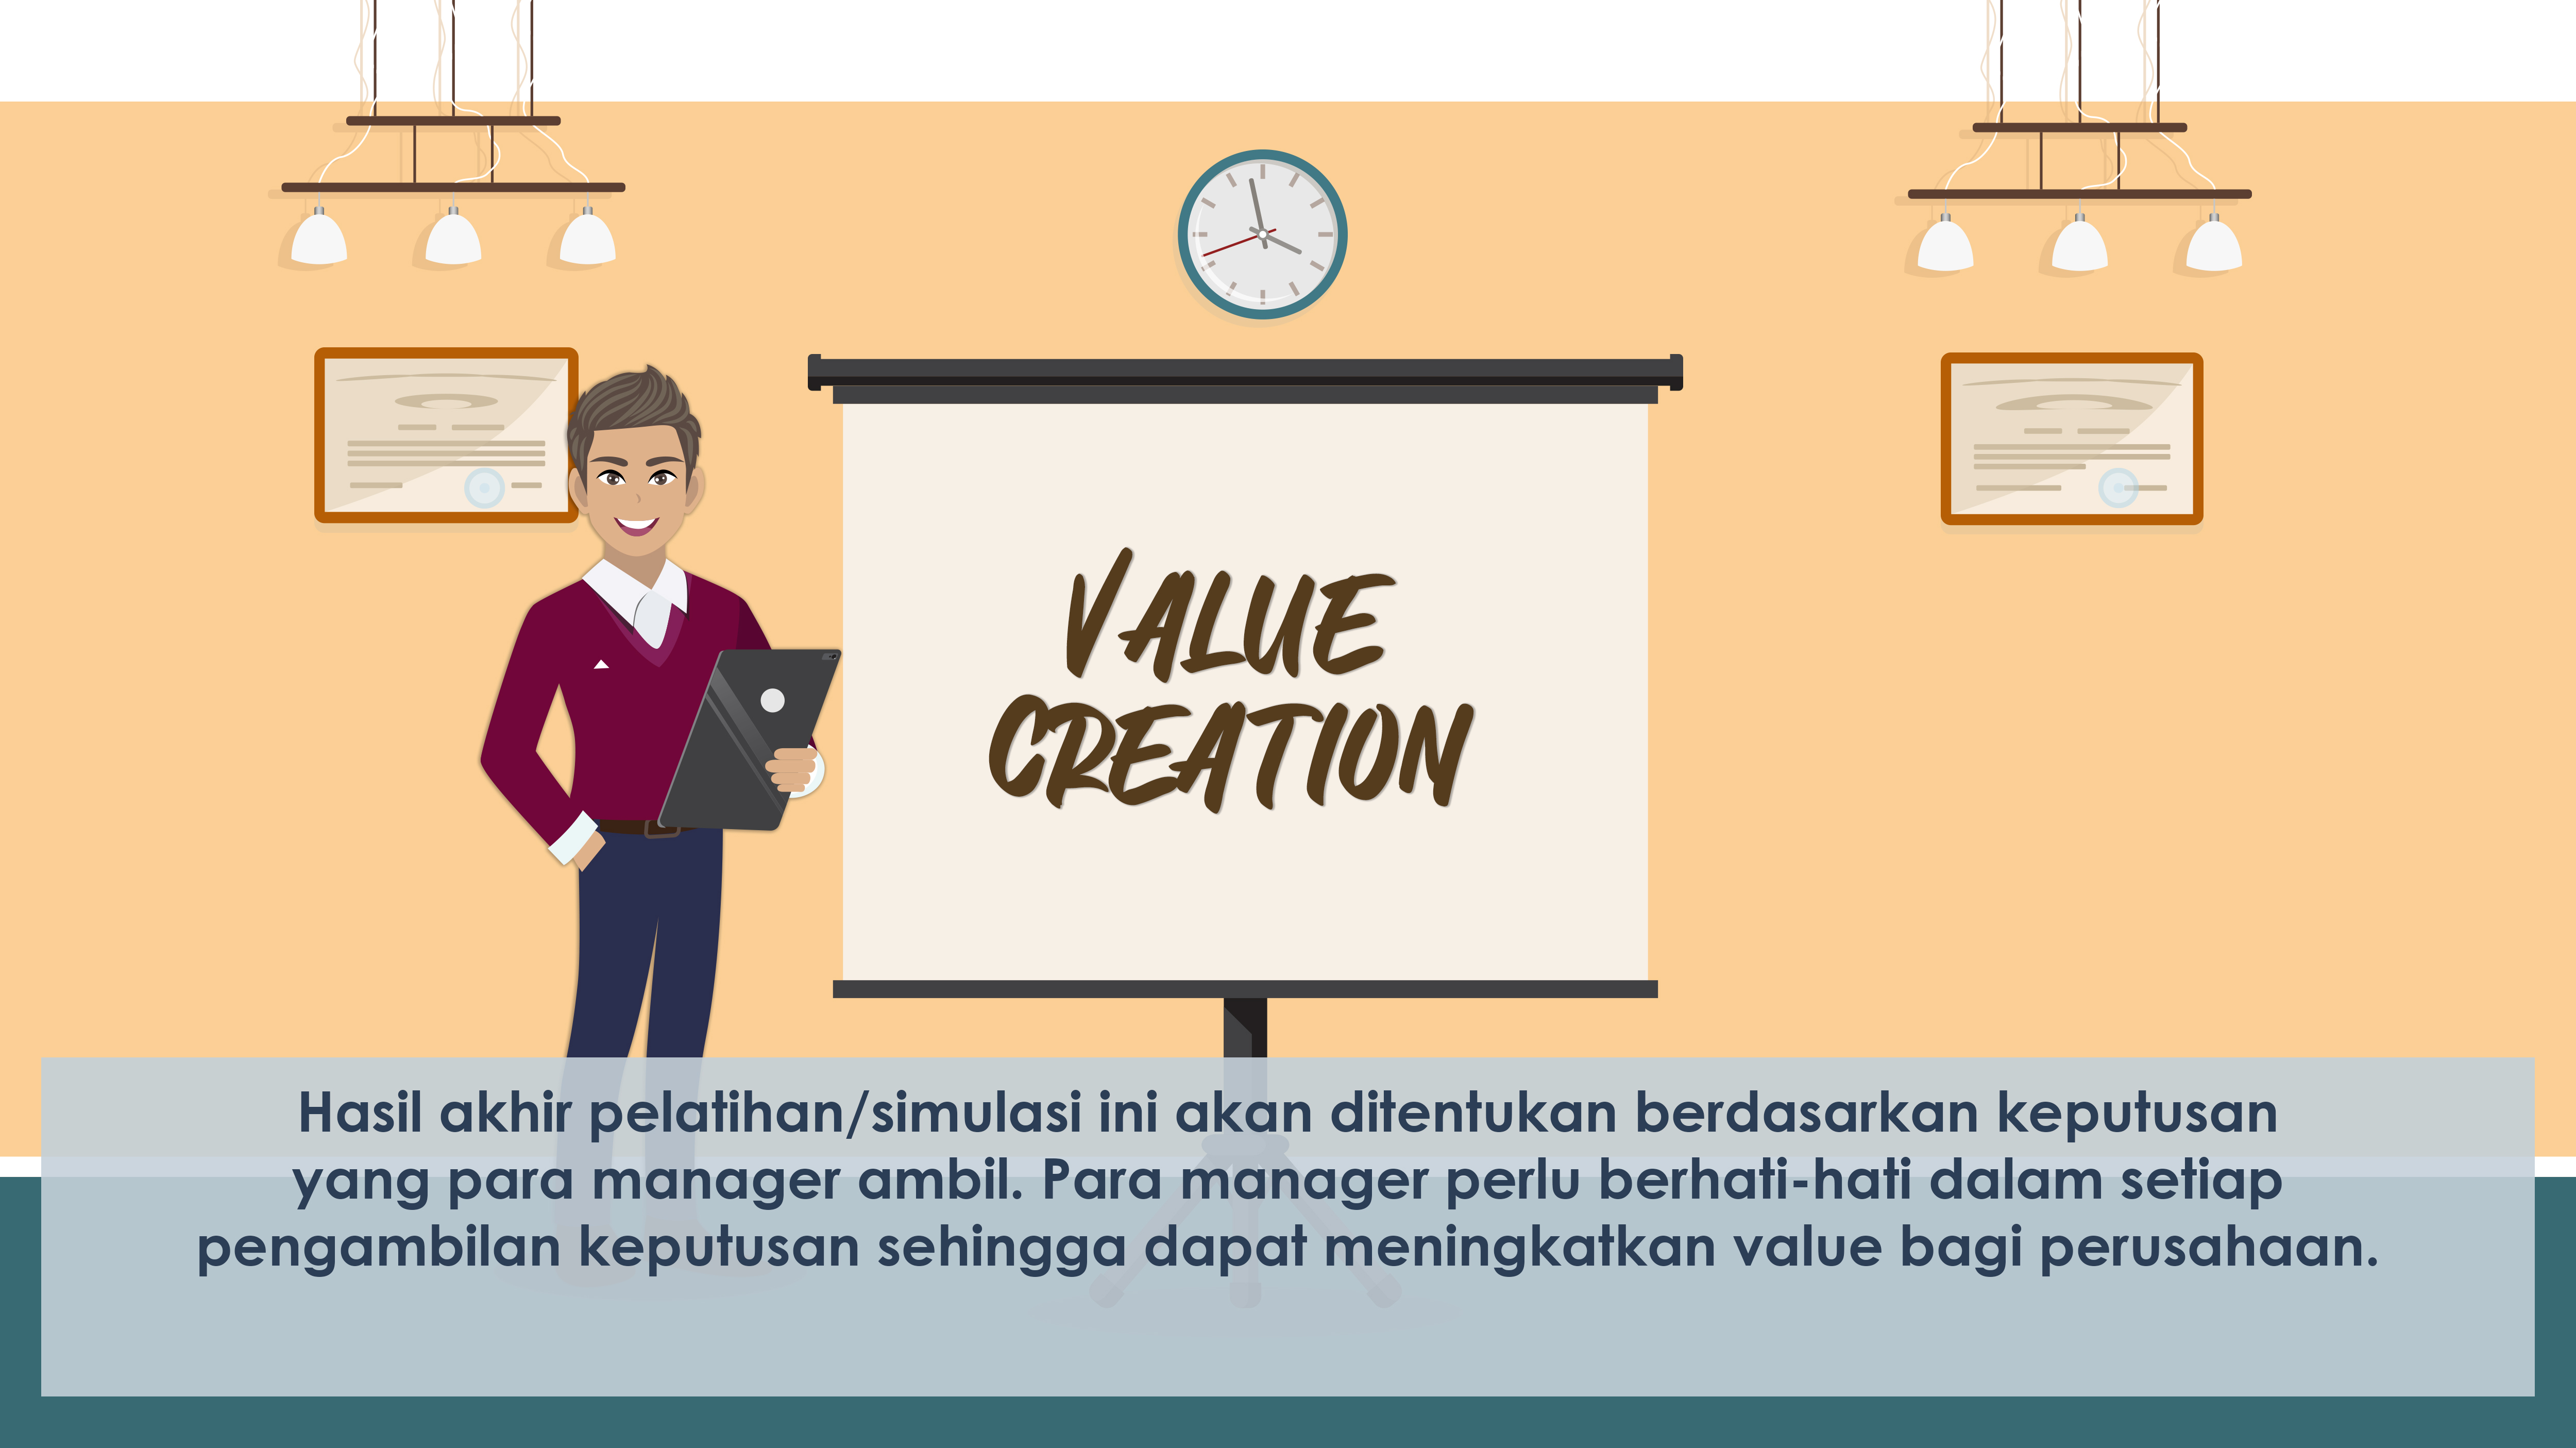 VALUE
CREATION
Hasil akhir pelatihan/simulasi ini akan ditentukan berdasarkan keputusan
yang para manager ambil. Para manager perlu berhati-hati dalam setiap
pengambilan keputusan sehingga dapat meningkatkan value bagi perusahaan.